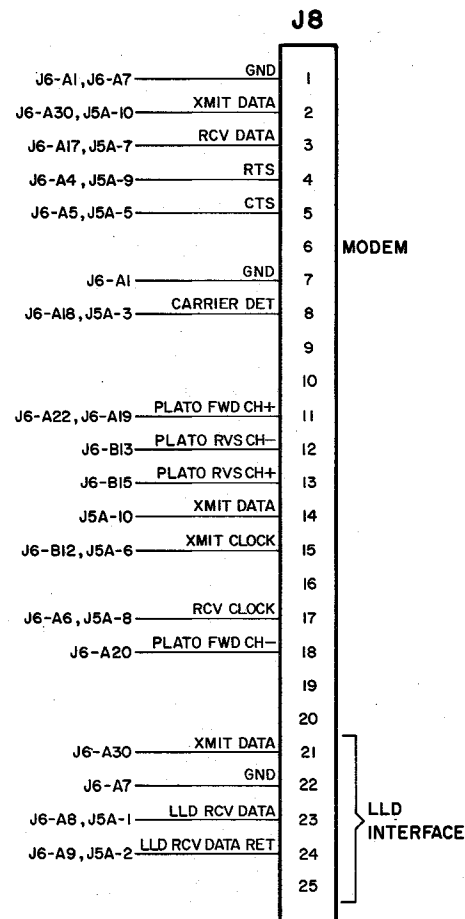 J8
J6-A1, J6-A7 GND 1
J6-A30, J5A-10 XMIT DATA 2
J6-A17, J5A-7 RCV DATA 3
J6-A4, J5A-9 RTS 4
J6-A5, J5A-5 CTS 5
6 MODEM
J6-A1 GND 7
J6-A18, J5A-3 CARRIER DET 8
9
10
J6-A22, J6-A19 PLATO FWD CH+ 11
J6-B13 PLATO RVS CH- 12
J6-B15 PLATO RVS CH+ 13
J5A-10 XMIT DATA 14
J6-B12, J5A-6 XMIT CLOCK 15
16
J6-A6, J5A-8 RCV CLOCK 17
J6-A20 PLATO FWD CH- 18
19
20
J6-A30 XMIT DATA 21
J6-A7 GND 22
J6-A8, J5A-1 LLD RCV DATA 23
LLD
INTERFACE
J6-A9, J5A-2 LLD RCV DATA RET 24
25